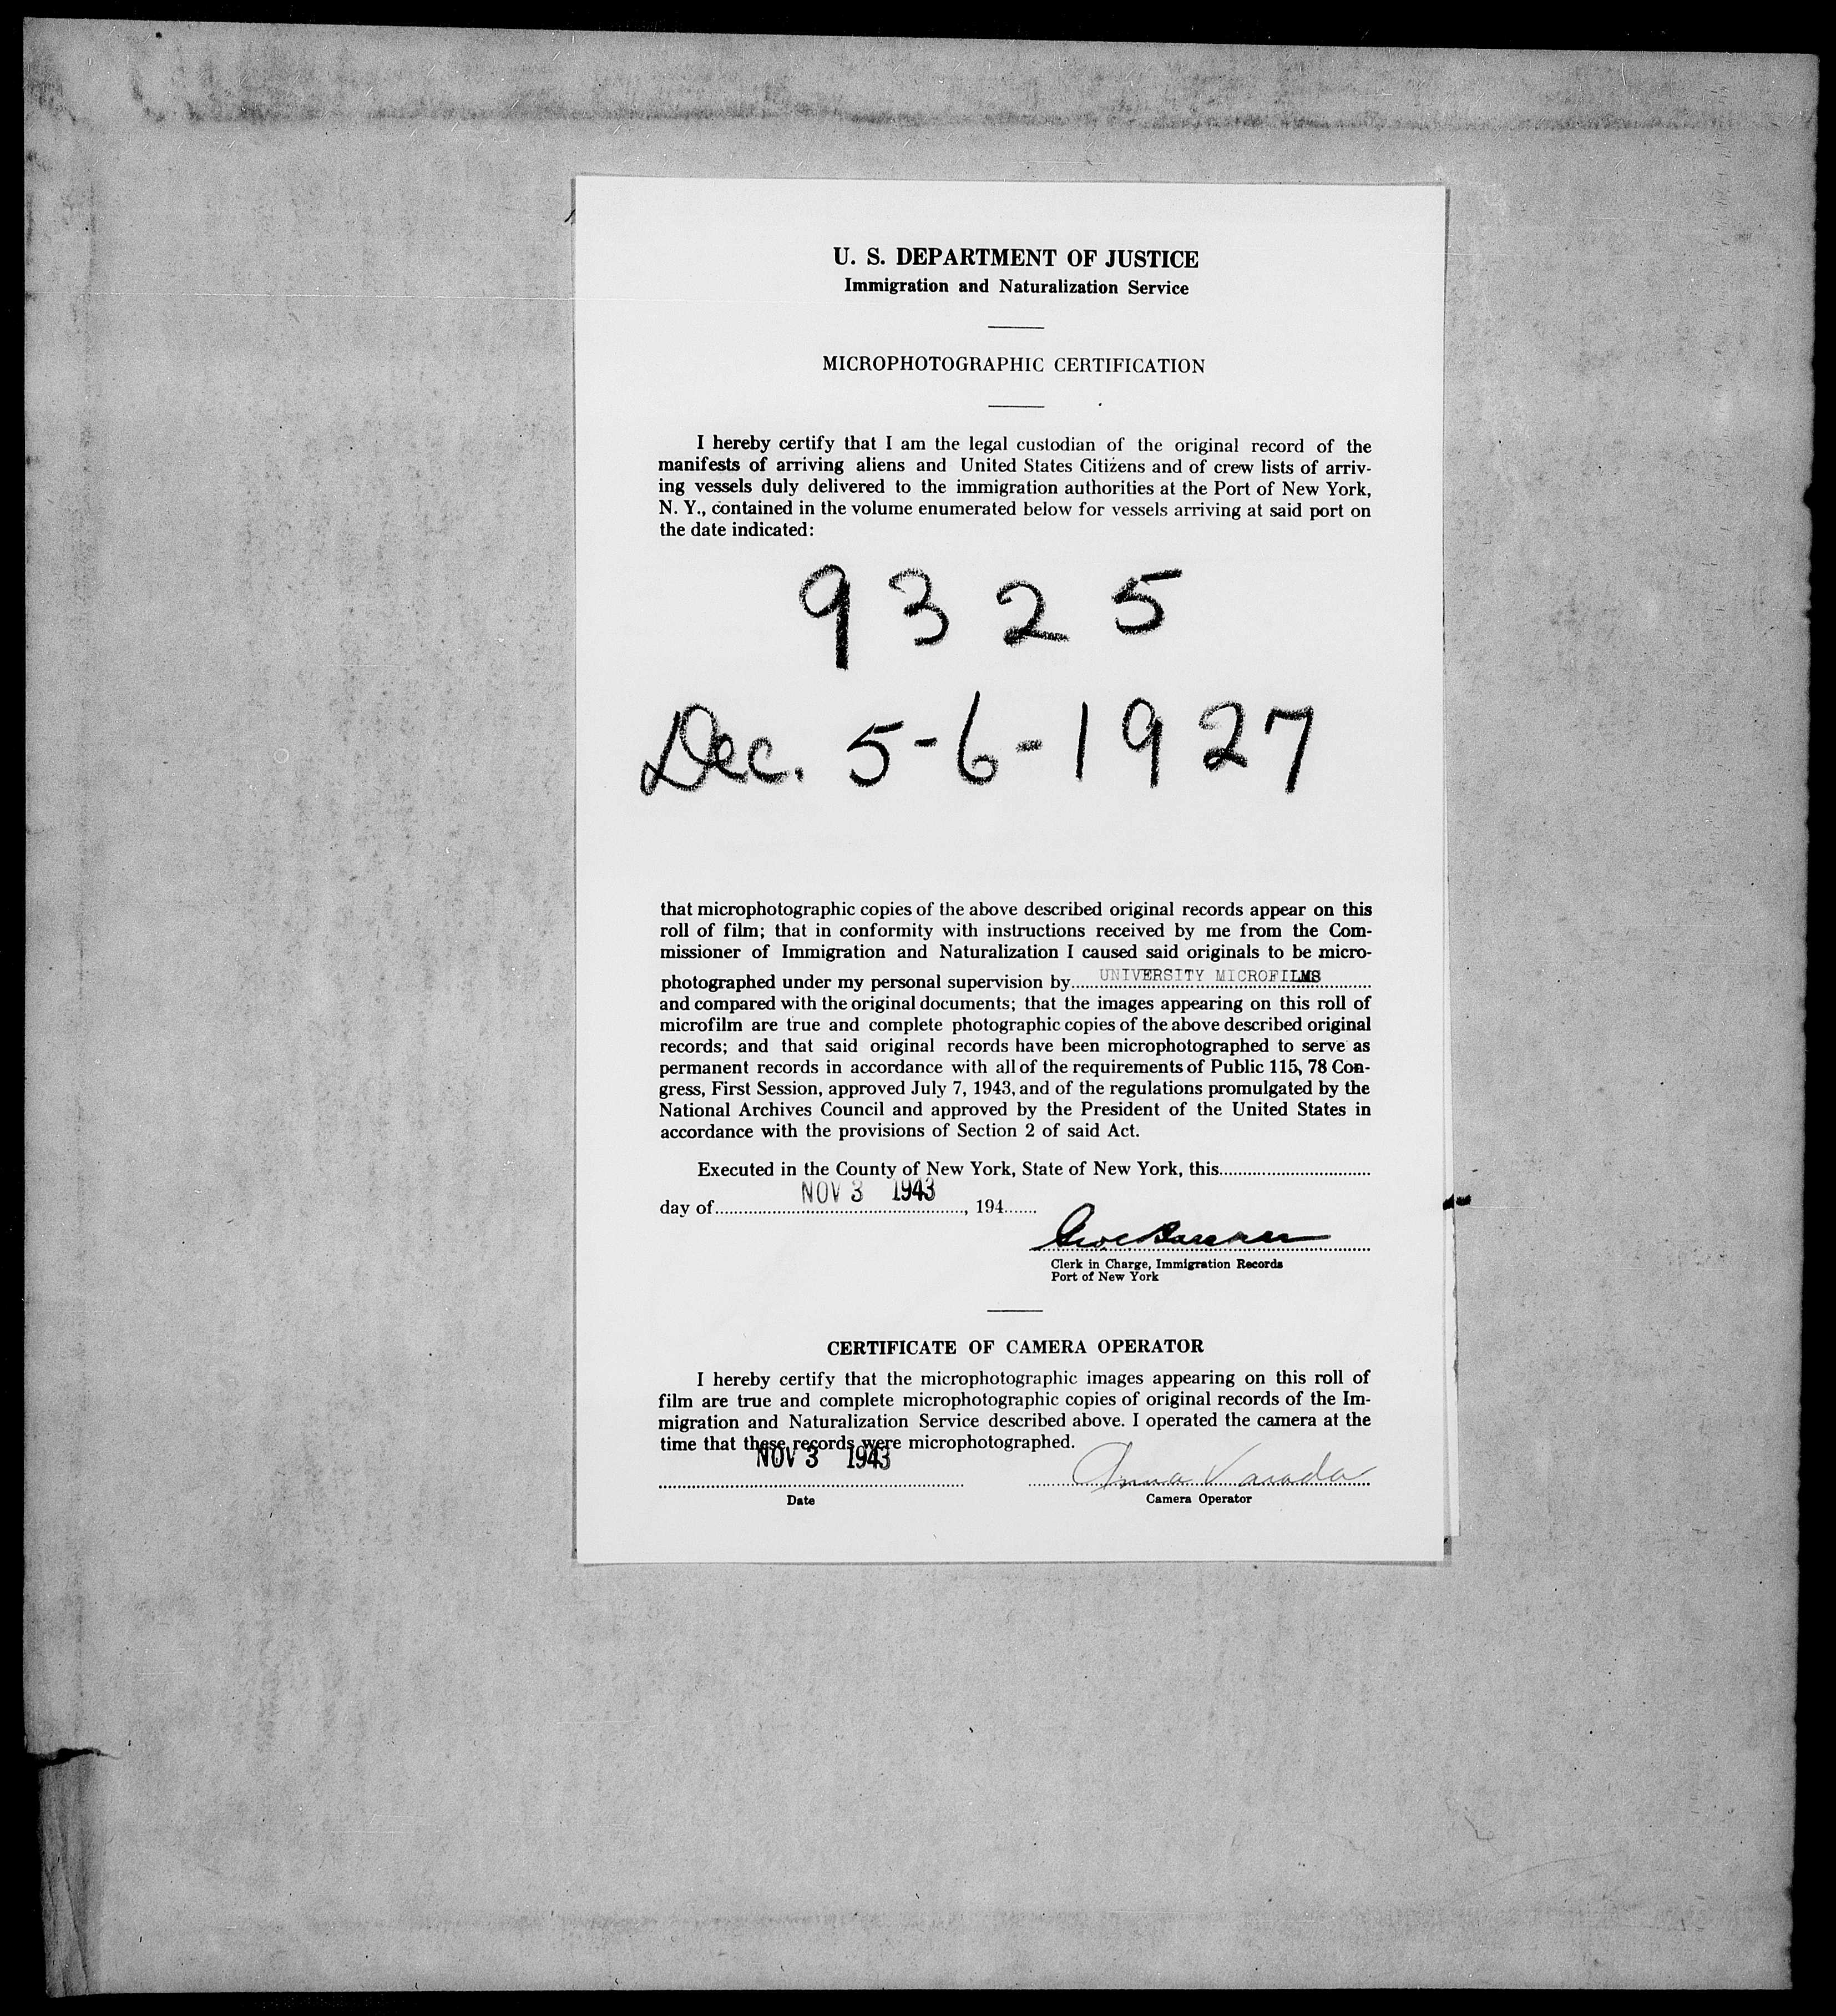 U. S. DEPARTMENT OF JUSTICE
Immigration and Naturalization Service
MICROPHOTOGRAPHIC CERTIFICATION
I hereby certify that I am the legal custodian of the original record of the
manifests of arriving aliens and United States Citizens and of crew lists of arriv-
ing vessels duly delivered to the immigration authorities at the Port of New York,
N. Y., contained in the volume enumerated below for vessels arriving at said port on
the date indicated:
9325
Dec. 5-6-1927
that microphotographic copies of the above described original records appear on this
roll of film; that in conformity with instructions received by me from the Com-
missioner of Immigration and Naturalization I caused said originals to be micro-
photographed under my personal supervision by UNIVERSITY MICROFILMS
and compared with the original documents; that the images appearing on this roll of
microfilm are true and complete photographic copies of the above described original
records; and that said original records have been microphotographed to serve as
permanent records in accordance with all of the requirements of Public 115, 78 Con-
gress, First Session, approved July 7, 1943, and of the regulations promulgated by the
National Archives Council and approved by the President of the United States in
accordance with the provisions of Section 2 of said Act.
Executed in the County of New York, State of New York, this
NOV 3 1943
day of , 194
Clerk in Charge, Immigration Records
Port of New York
CERTIFICATE OF CAMERA OPERATOR
I hereby certify that the microphotographic images appearing on this roll of
film are true and complete microphotographic copies of original records of the Im-
migration and Naturalization Service described above. I operated the camera at the
time that these records were microphotographed.
NOV 3 1943
Anna
Date
Camera Operator